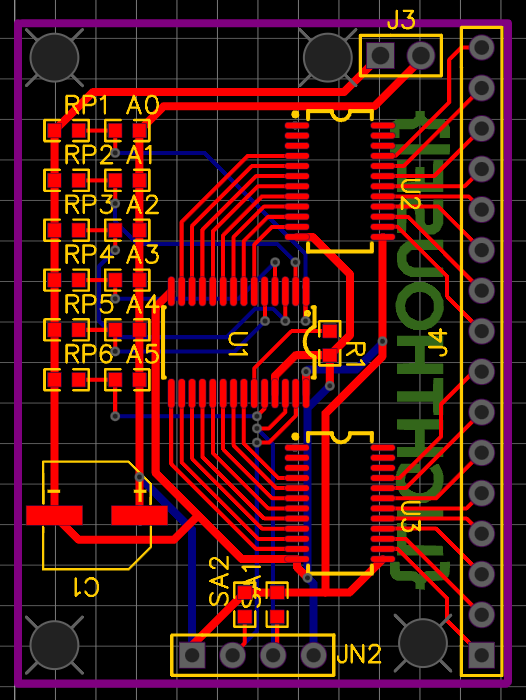 J3
RP1 A0
RP2 A1
RP3 A2
RP4 A3
RP5 A4
RP6 A5
U2
U1
R1
J4
U3
- +
C1
SA2
SA1
JN2